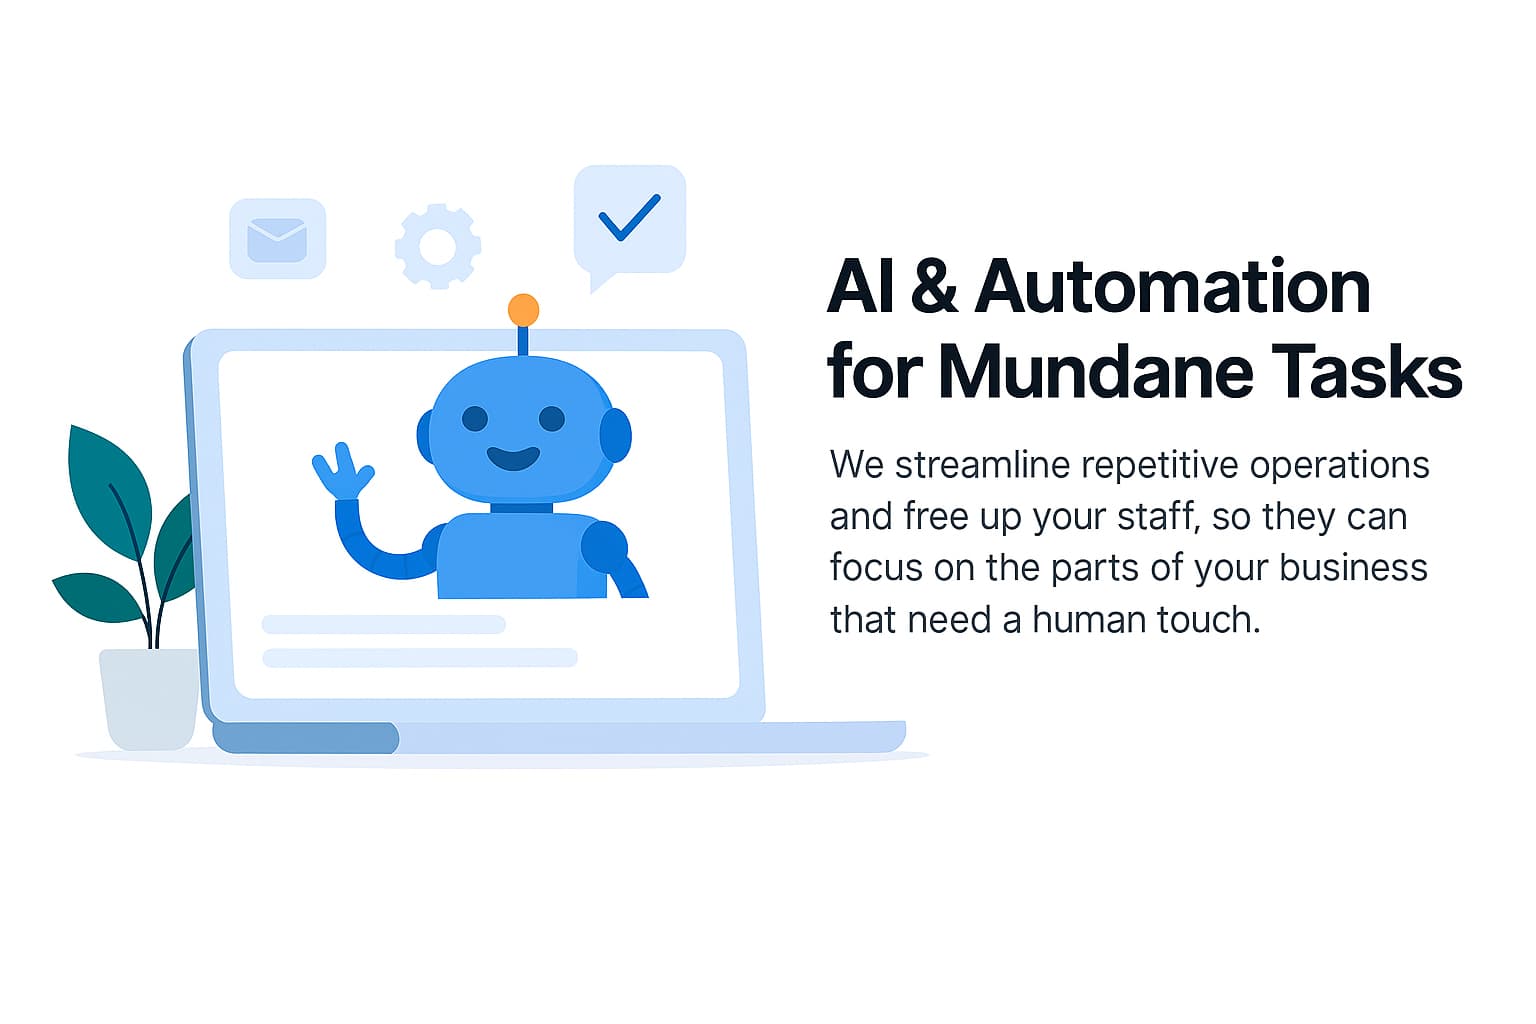 AI & Automation
for Mundane Tasks
We streamline repetitive operations
and free up your staff, so they can
focus on the parts of your business
that need a human touch.